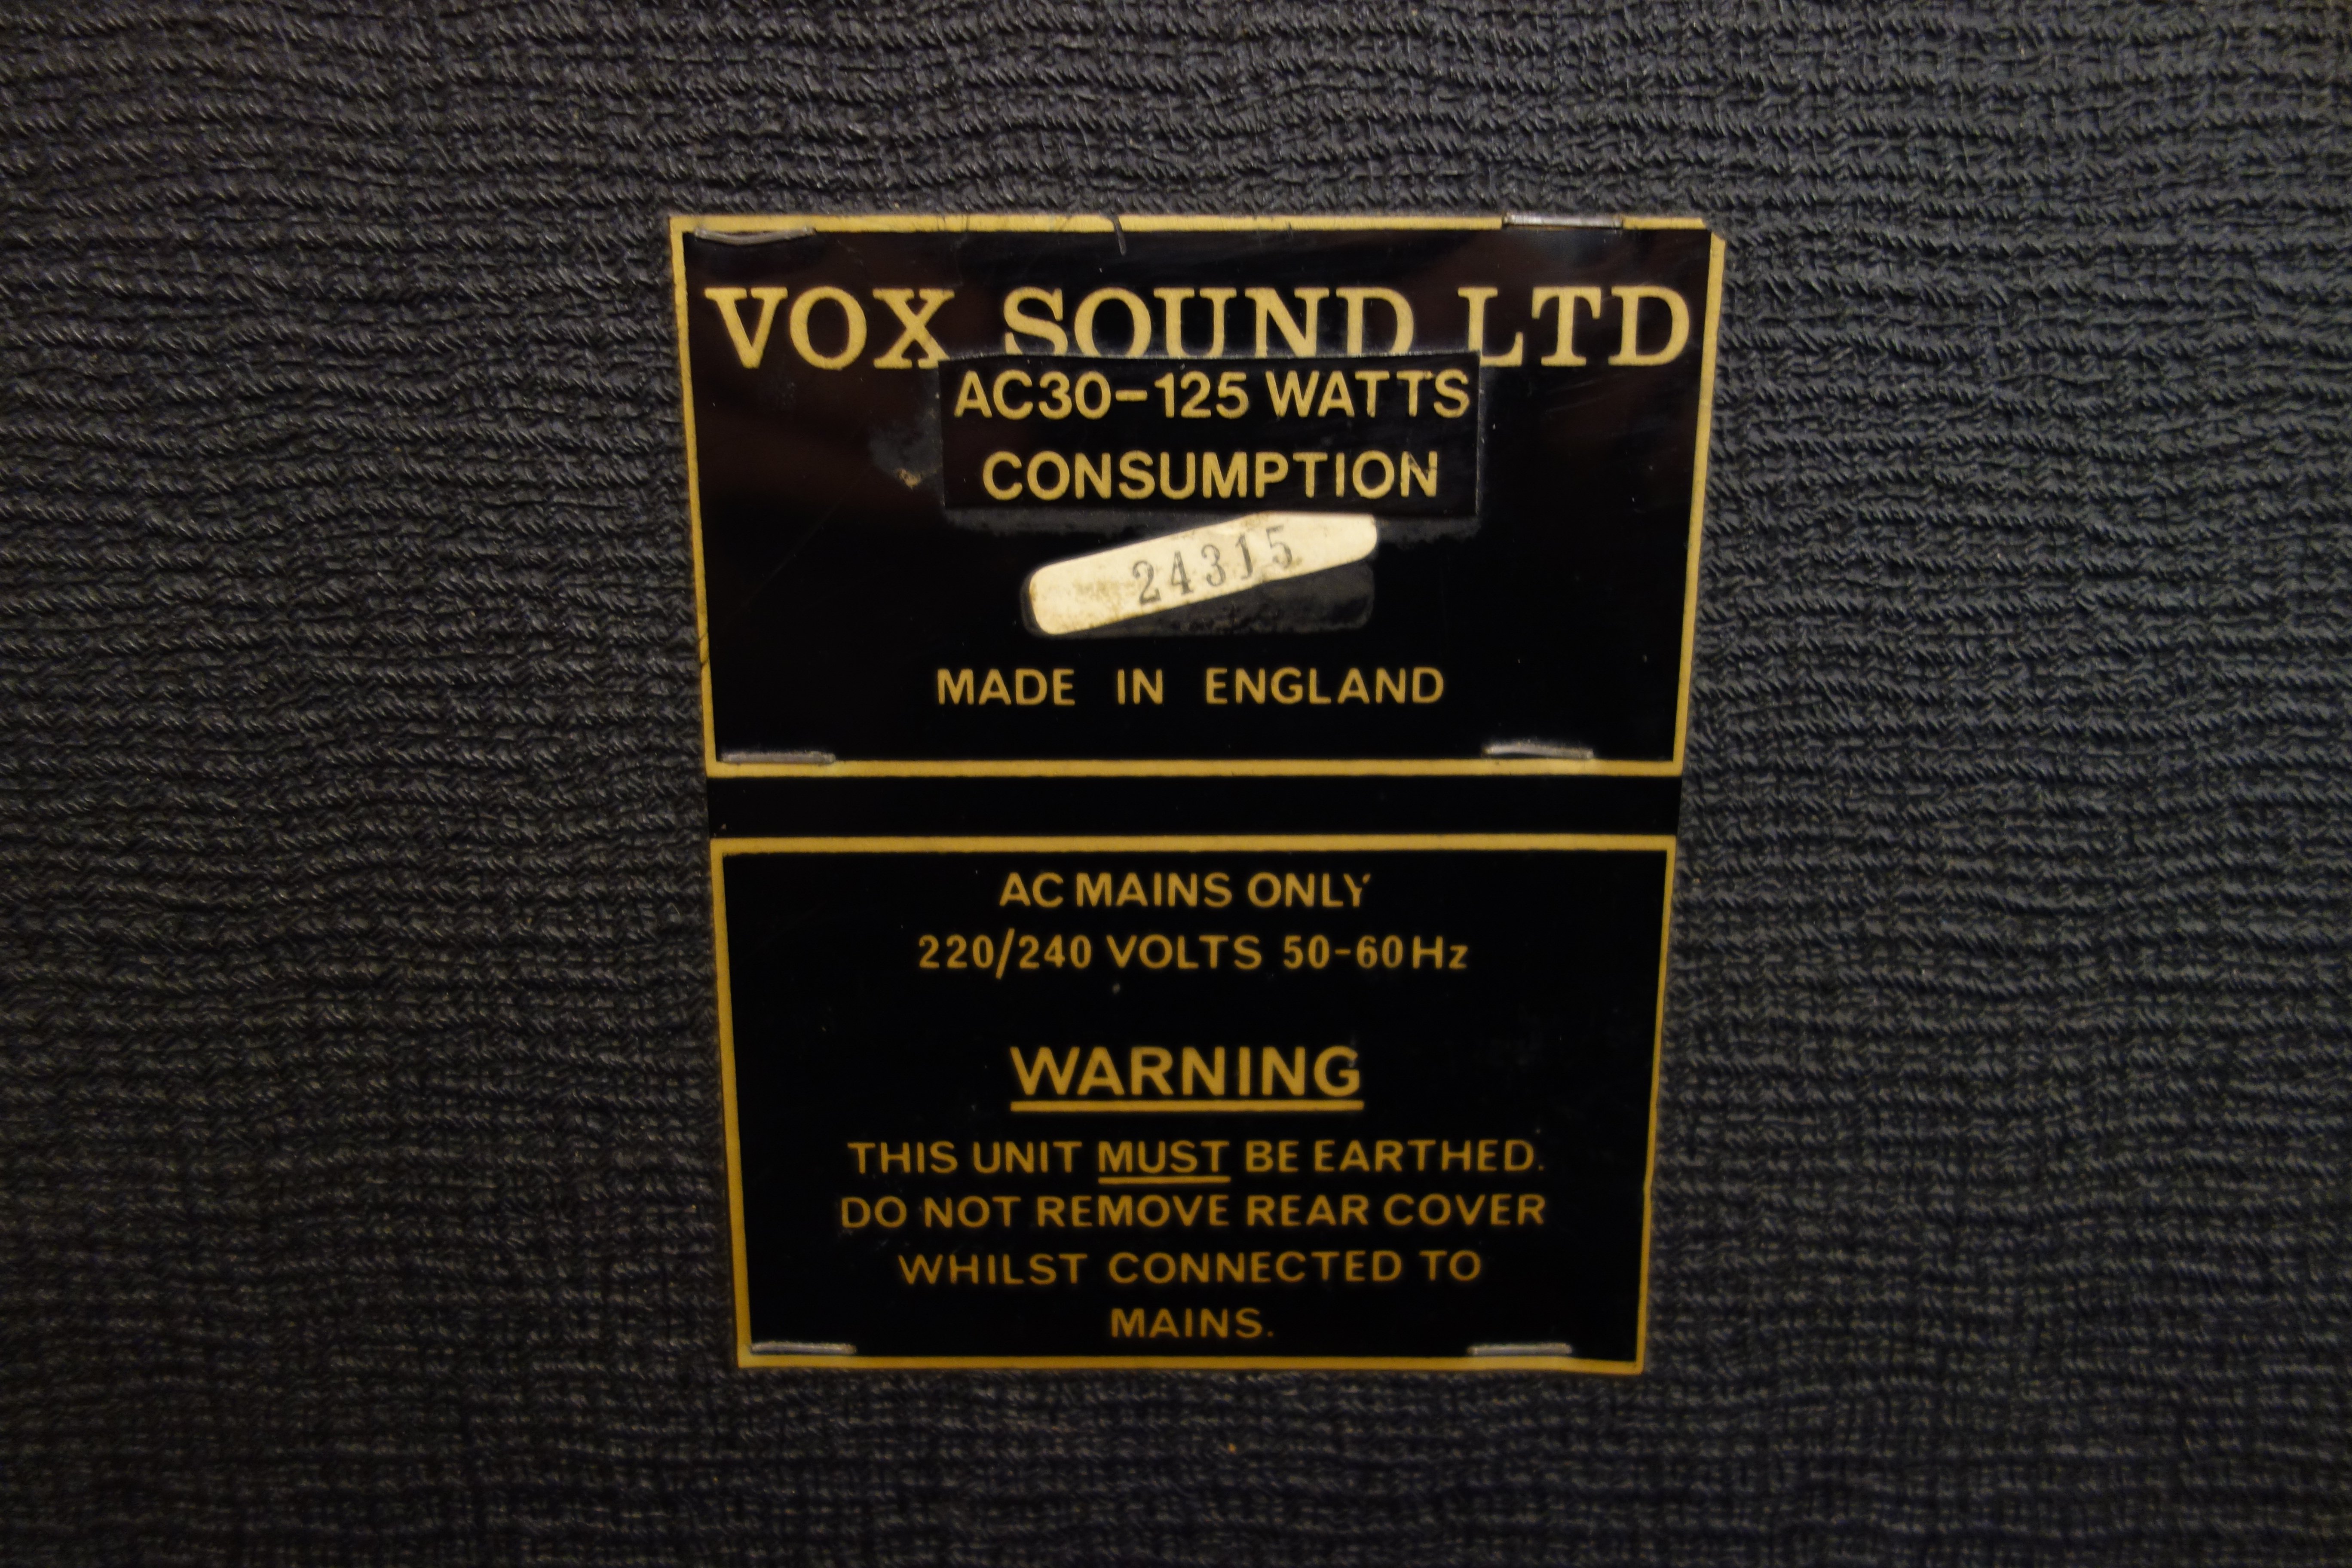 VOX SOUND LTD
AC30-125 WATTS
CONSUMPTION
24315
MADE IN ENGLAND
AC MAINS ONLY
220/240 VOLTS 50-60Hz
WARNING
THIS UNIT MUST BE EARTHED.
DO NOT REMOVE REAR COVER
WHILST CONNECTED TO
MAINS.